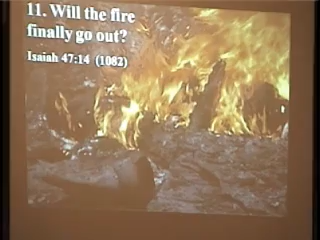 11. Will the fire
finally go out?
Isaiah 47:14 (1082)